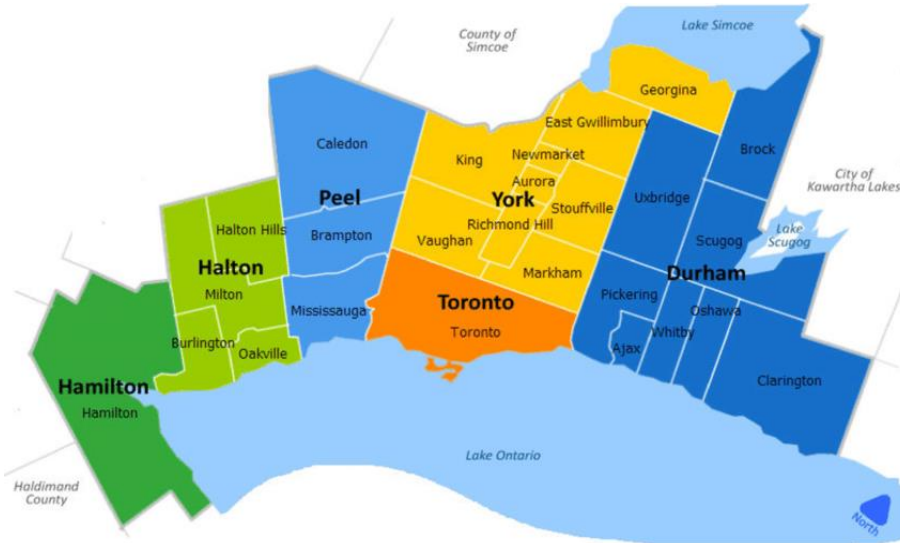 Lake Simcoe
County of
Simcoe
Georgina
East Gwillimbury
Caledon
King
Newmarket
Brock
Aurora
City of
Kawartha Lakes
Peel
York
Stouffville
Uxbridge
Halton Hills
Brampton
Richmond Hill
Vaughan
Scugog
Lake
Scugog
Halton
Markham
Durham
Milton
Pickering
Mississauga
Toronto
Oshawa
Toronto
Whitby
Burlington
Oakville
Ajax
Hamilton
Clarington
Hamilton
Lake Ontario
Haldimand
County
North